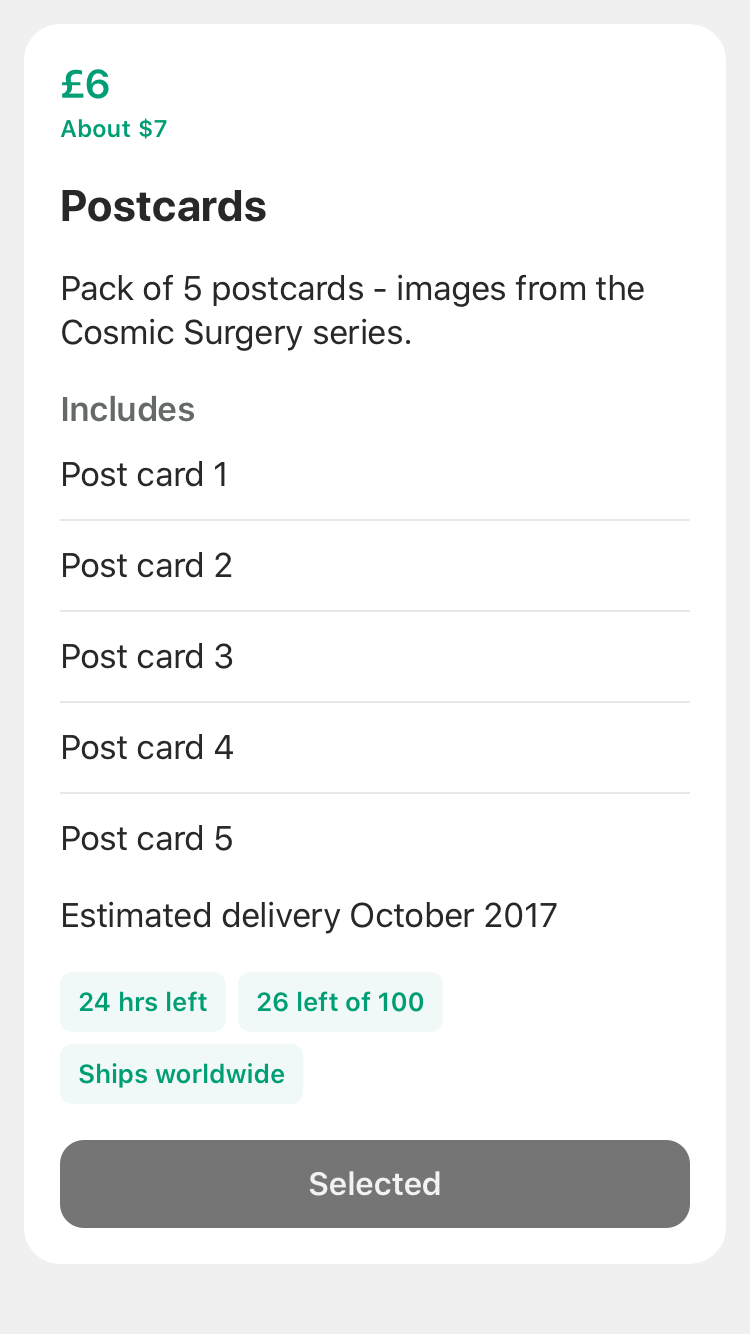 £6
About $7
Postcards
Pack of 5 postcards - images from the
Cosmic Surgery series.
Includes
Post card 1
Post card 2
Post card 3
Post card 4
Post card 5
Estimated delivery October 2017
24 hrs left
26 left of 100
Ships worldwide
Selected